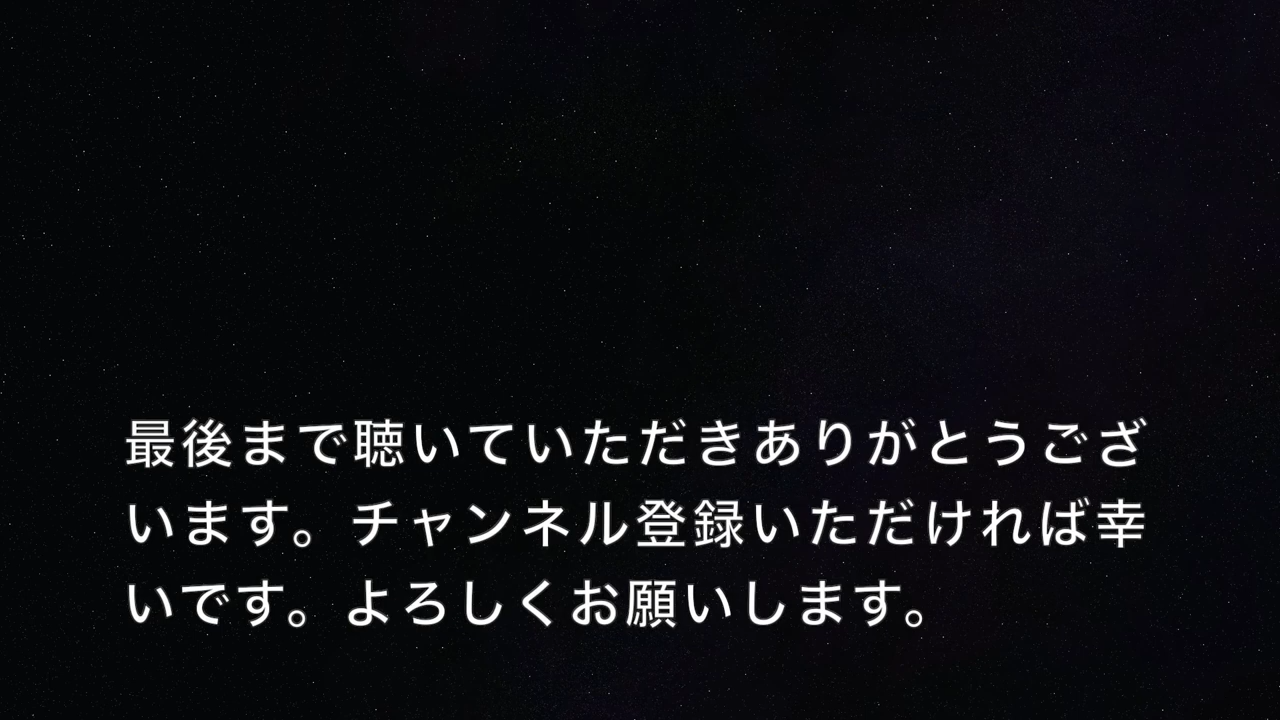 最後まで聴いていただきありがとうござ
います。チャンネル登録いただければ幸
いです。よろしくお願いします。